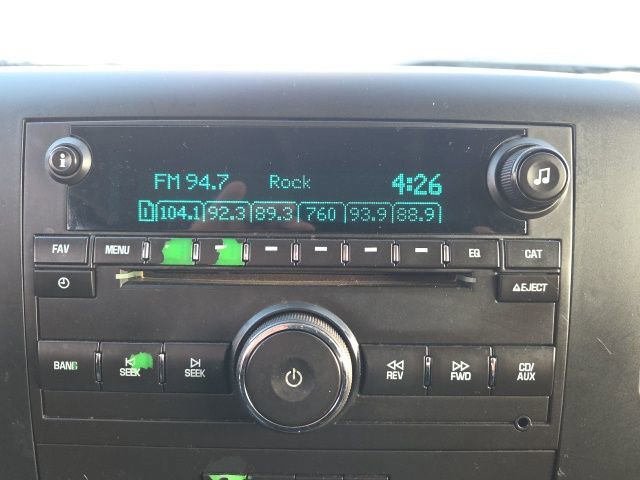 FM 94.7 Rock 4:26
1 104.1 92.3 89.3 760 93.9 88.9
FAV MENU EQ CAT
EJECT
BAND SEEK SEEK REV FWD CD/AUX